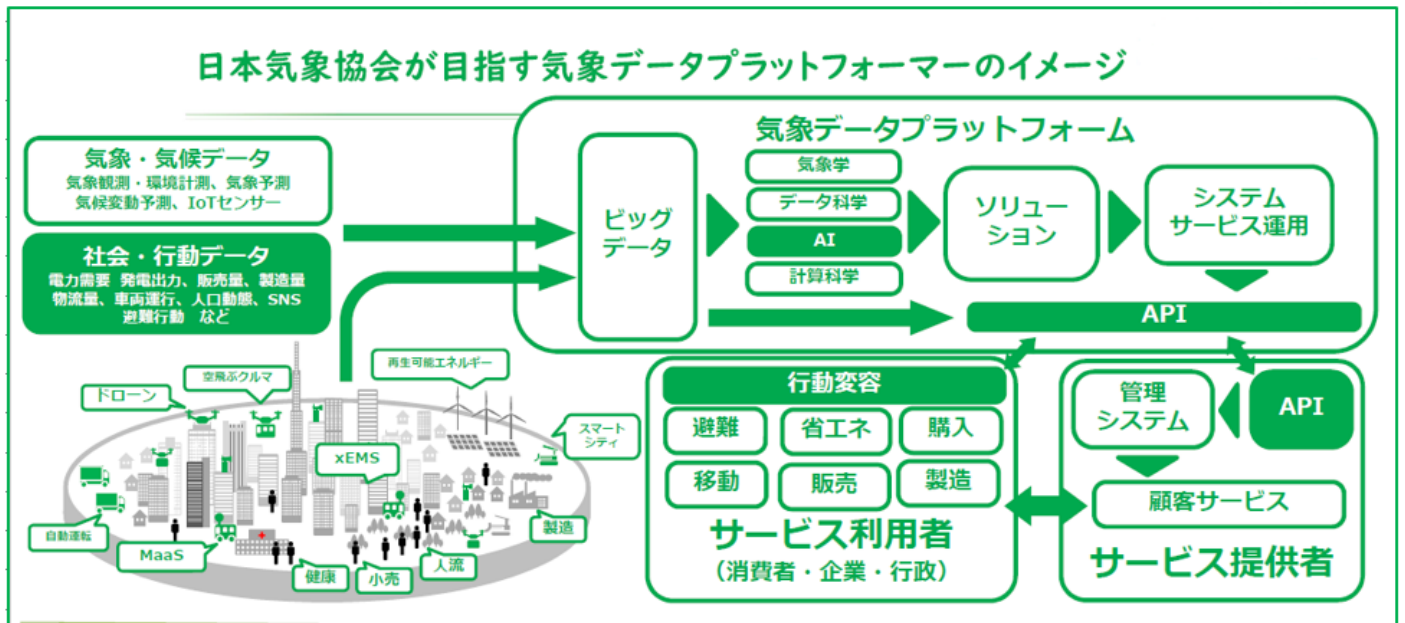 日本気象協会が目指す気象データプラットフォーマーのイメージ
気象・気候データ
気象観測・環境計測、気象予測
気候変動予測、IoTセンサー
社会・行動データ
電力需要 発電出力、販売量、製造量
物流量、車両運行、人口動態、SNS
避難行動 など
気象データプラットフォーム
ビッグ
データ
気象学
データ科学
AI
計算科学
ソリュー
ション
システム
サービス運用
API
ドローン
空飛ぶクルマ
再生可能エネルギー
スマート
シティ
xEMS
自動運転
MaaS
健康
小売
人流
製造
行動変容
避難
省エネ
購入
移動
販売
製造
サービス利用者
(消費者・企業・行政)
管理
システム
API
顧客サービス
サービス提供者